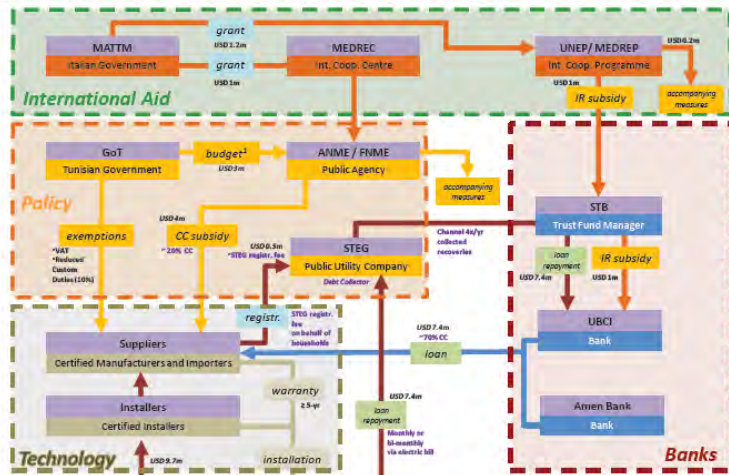 grant
USD 1.2m
MATTM
Italian Government
MEDREC
Int. Coop. Centre
UNEP/ MEDREP
Int. Coop. Programme
USD 0.2m
grant
USD 1m
USD 1m
IR subsidy
accompanying
measures
International Aid
GoT
Tunisian Government
budget¹
USD 3m
ANME / FNME
Public Agency
accompanying
measures
Policy
exemptions
*VAT
*Reduced
Custom
Duties (10%)
USD 4m
CC subsidy
~ 20% CC
USD 0.5m
*STEG registr. fee
STEG
Public Utility Company
Debt Collector
Channel 4x/yr
collected
recoveries
STB
Trust Fund Manager
loan
repayment
USD 7.4m
IR subsidy
USD 1m
registr.
STEG registr.
fee
on behalf of
households
Suppliers
Certified Manufacturers and Importers
USD 7.4m
~70% CC
loan
UBCI
Bank
warranty
≥ 5-yr
Installers
Certified Installers
installation
USD 7.4m
loan
repayment
Monthly or
bi-monthly
via electric bill
Amen Bank
Bank
Technology
USD 9.7m
Banks